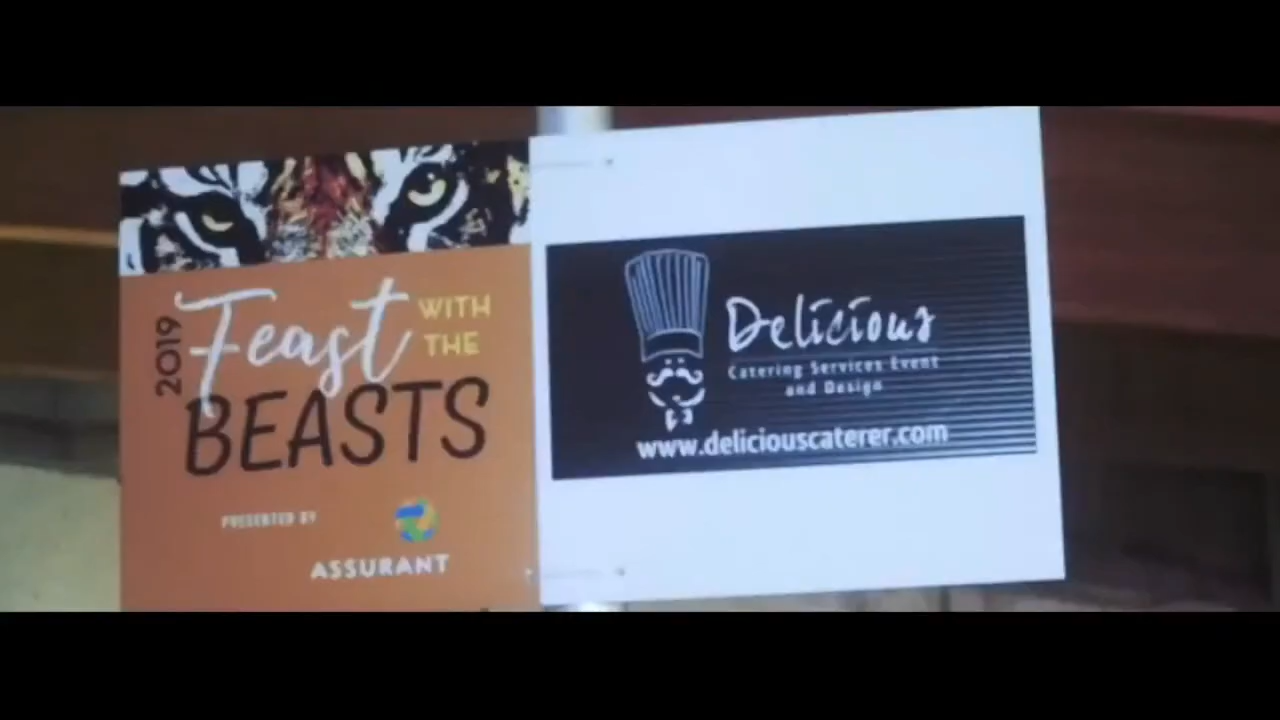 2019
Feast
WITH
THE
BEASTS
PRESENTED BY
ASSURANT
Delicious
Catering Services Event
and Design
www.deliciouscaterer.com